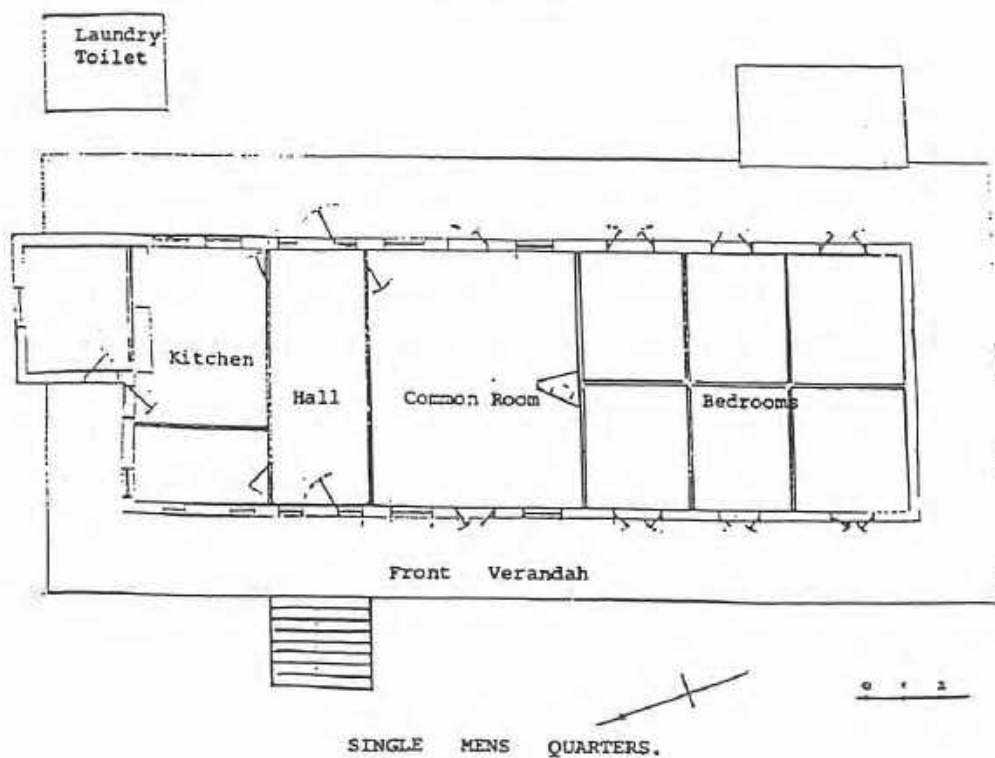 Laundry
Toilet
Kitchen
Hall
Common Room
Bedrooms
Front Verandah
SINGLE MENS QUARTERS.